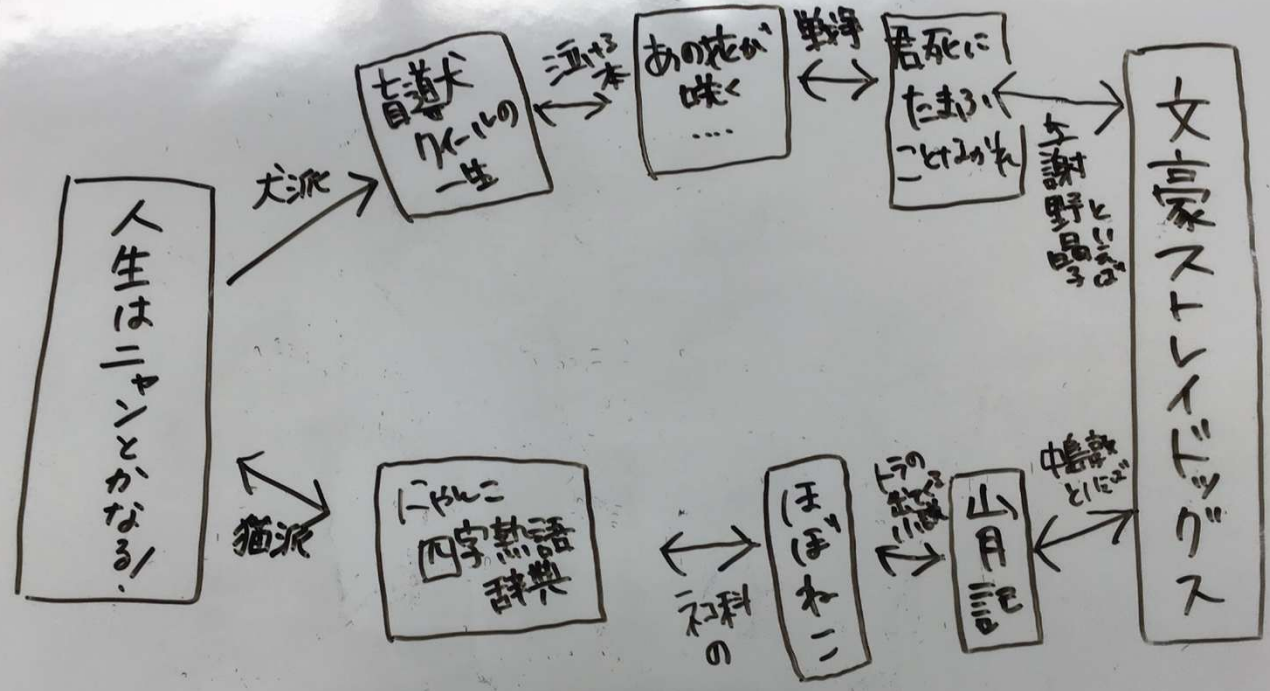 人生はニャンとかなる!
犬派
盲導犬
クイールの
一生
泣ける
本
あの花が
咲く
....
戦争
君死に
たまふ
ことなかれ
与謝野晶子
といえば
文豪ストレイドッグス
猫派
にゃんこ
四字熟語
辞典
ネコ科
の
ほぼねこ
トラの
山月記
中島敦
といえば